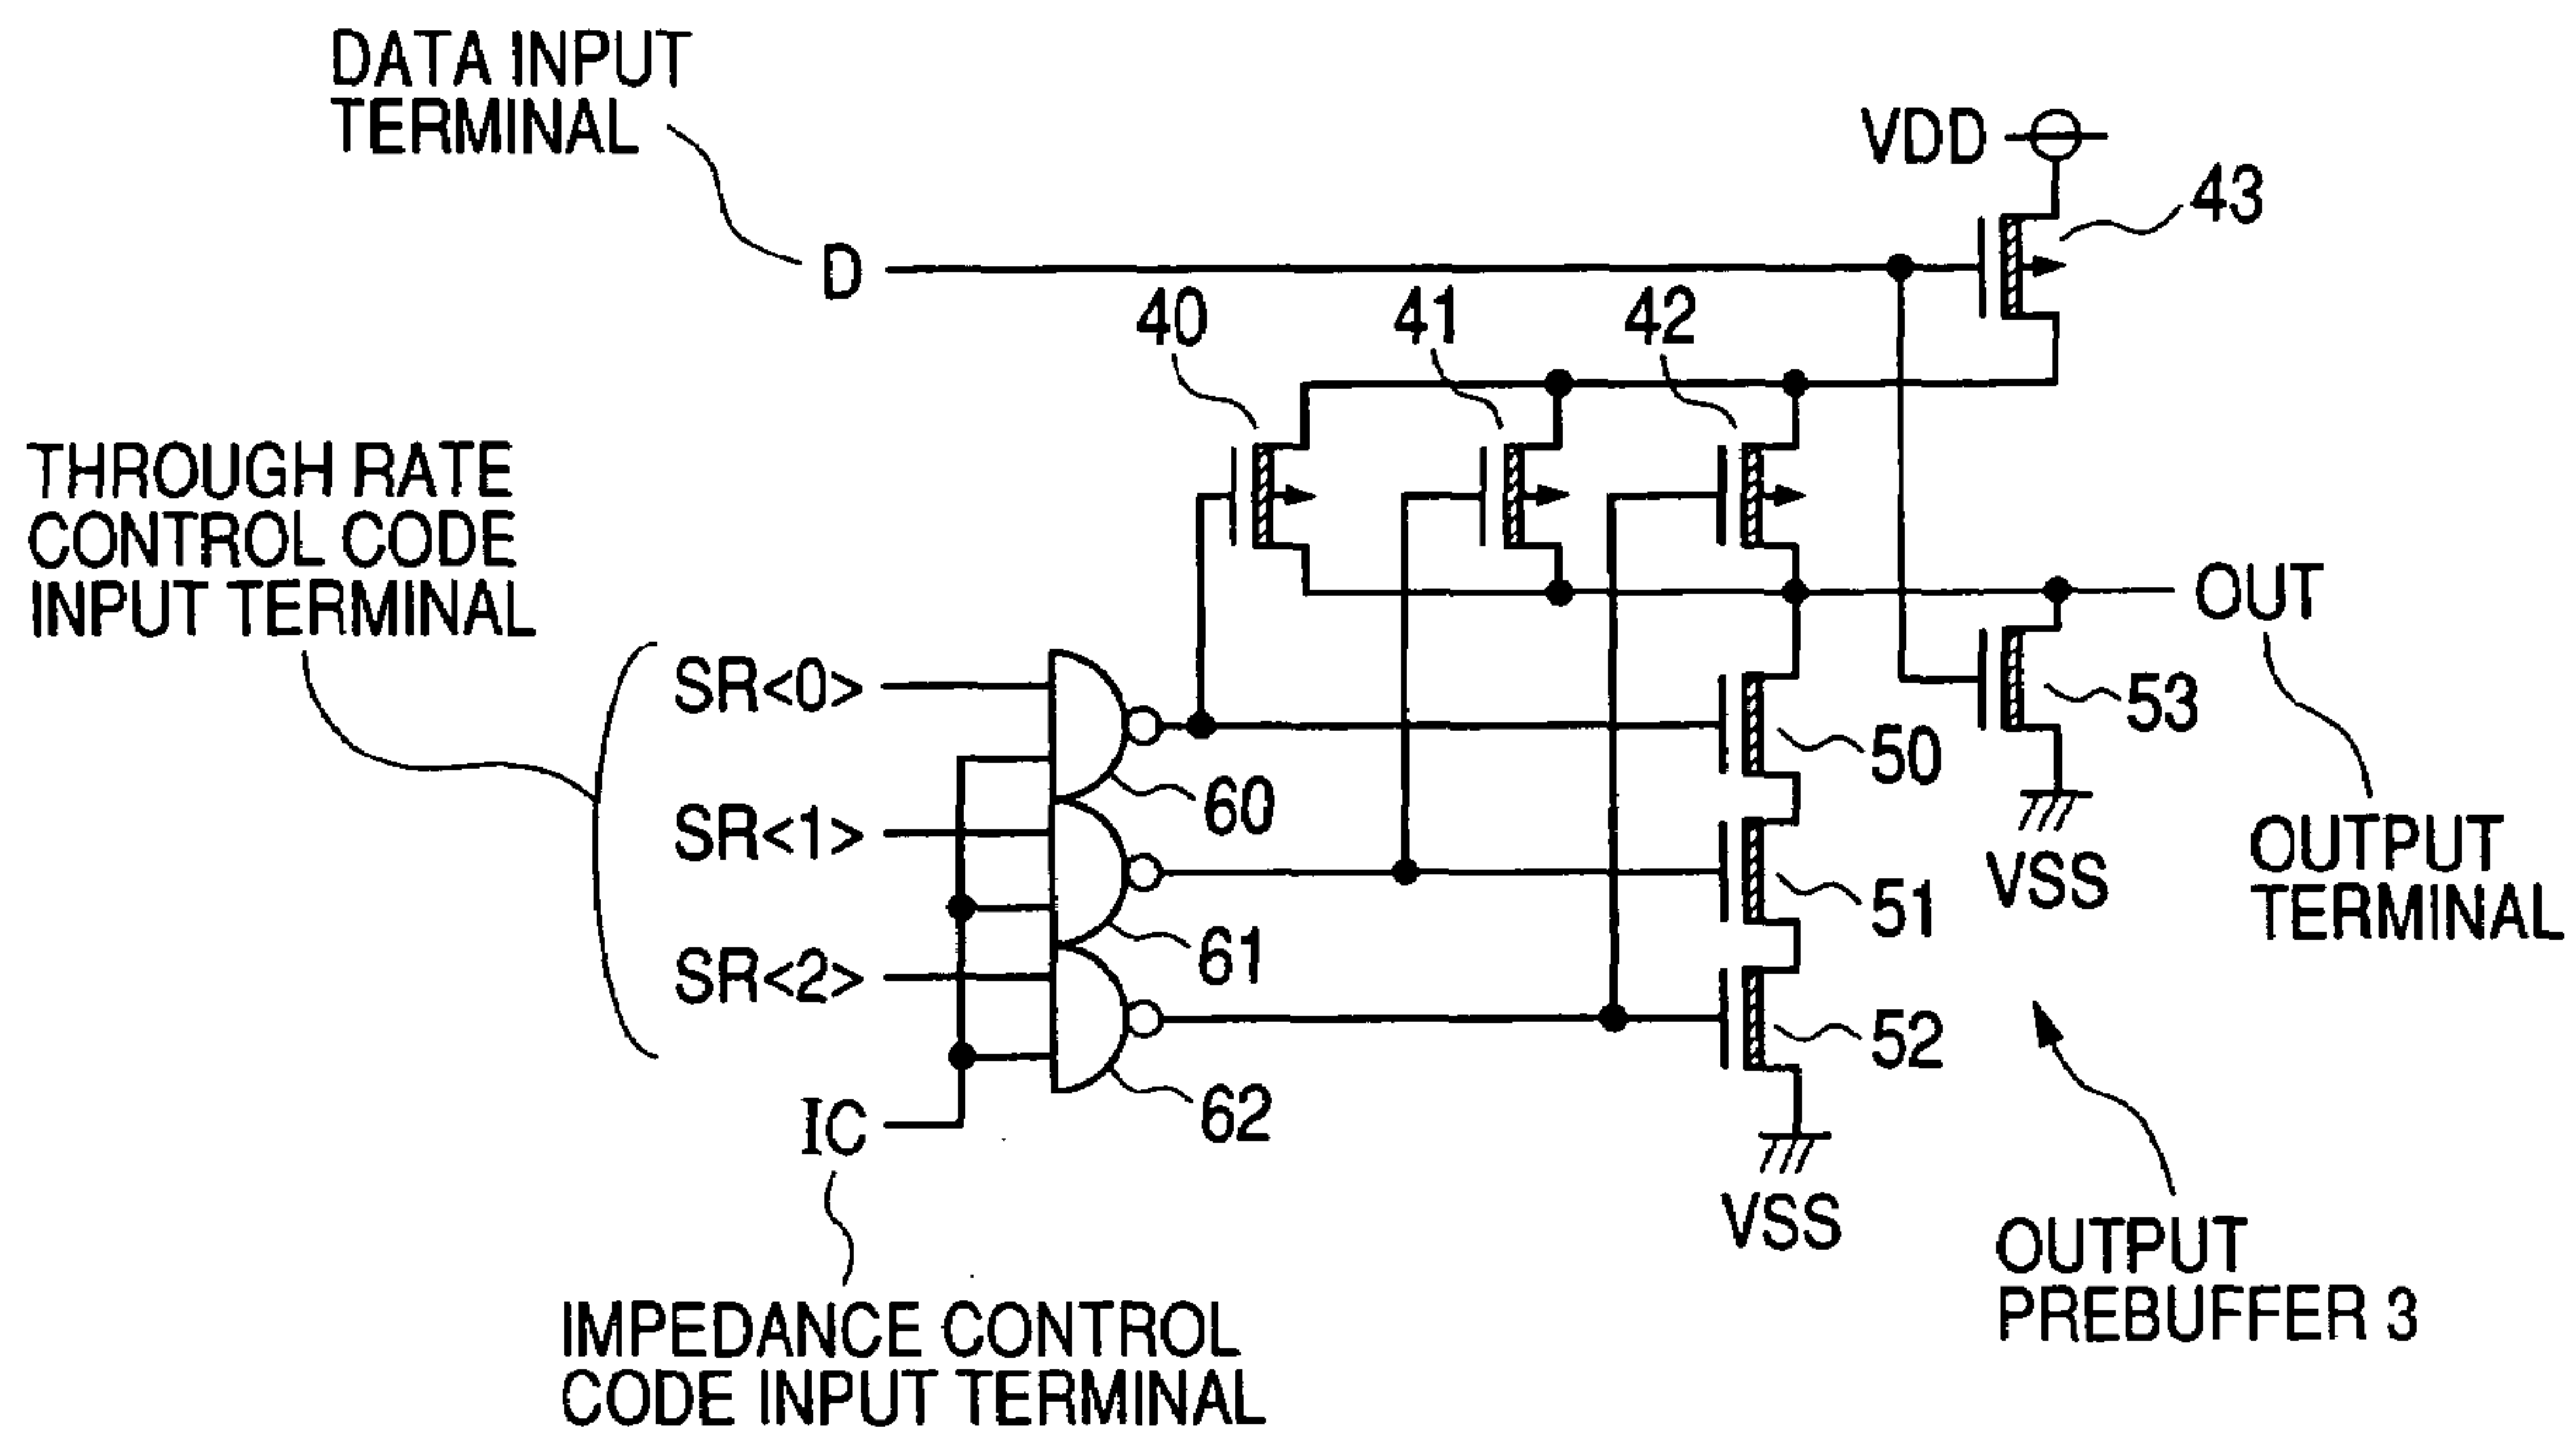 DATA INPUT
TERMINAL
VDD
43
D
40
41
42
THROUGH RATE
CONTROL CODE
INPUT TERMINAL
OUT
SR<0>
53
50
60
SR<1>
VSS
OUTPUT
TERMINAL
51
61
SR<2>
52
62
IC
VSS
OUTPUT
PREBUFFER 3
IMPEDANCE CONTROL
CODE INPUT TERMINAL